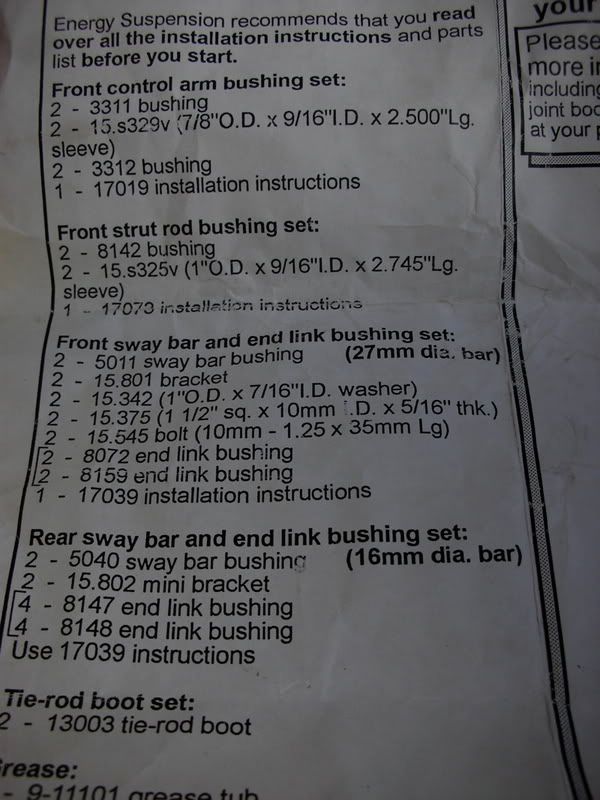 Energy Suspension recommends that you read
over all the installation instructions and parts
list before you start.
Front control arm bushing set:
2 - 3311 bushing
2 - 15.s329v (7/8"O.D. x 9/16"I.D. x 2.500"Lg.
sleeve)
2 - 3312 bushing
1 - 17019 installation instructions
Front strut rod bushing set:
2 - 8142 bushing
2 - 15.s325v (1"O.D. x 9/16"I.D. x 2.745"Lg.
sleeve)
1 - 17073 installation instructions
Front sway bar and end link bushing set:
2 - 5011 sway bar bushing (27mm dia. bar)
2 - 15.801 bracket
2 - 15.342 (1"O.D. x 7/16"I.D. washer)
2 - 15.375 (1 1/2" sq. x 10mm I.D. x 5/16" thk.)
2 - 15.545 bolt (10mm - 1.25 x 35mm Lg)
2 - 8072 end link bushing
2 - 8159 end link bushing
1 - 17039 installation instructions
Rear sway bar and end link bushing set:
2 - 5040 sway bar bushing (16mm dia. bar)
2 - 15.802 mini bracket
4 - 8147 end link bushing
4 - 8148 end link bushing
Use 17039 instructions
Tie-rod boot set:
2 - 13003 tie-rod boot
rease:
- 9-11101 grease tub
your
Please
more in
including
joint boo
at your p